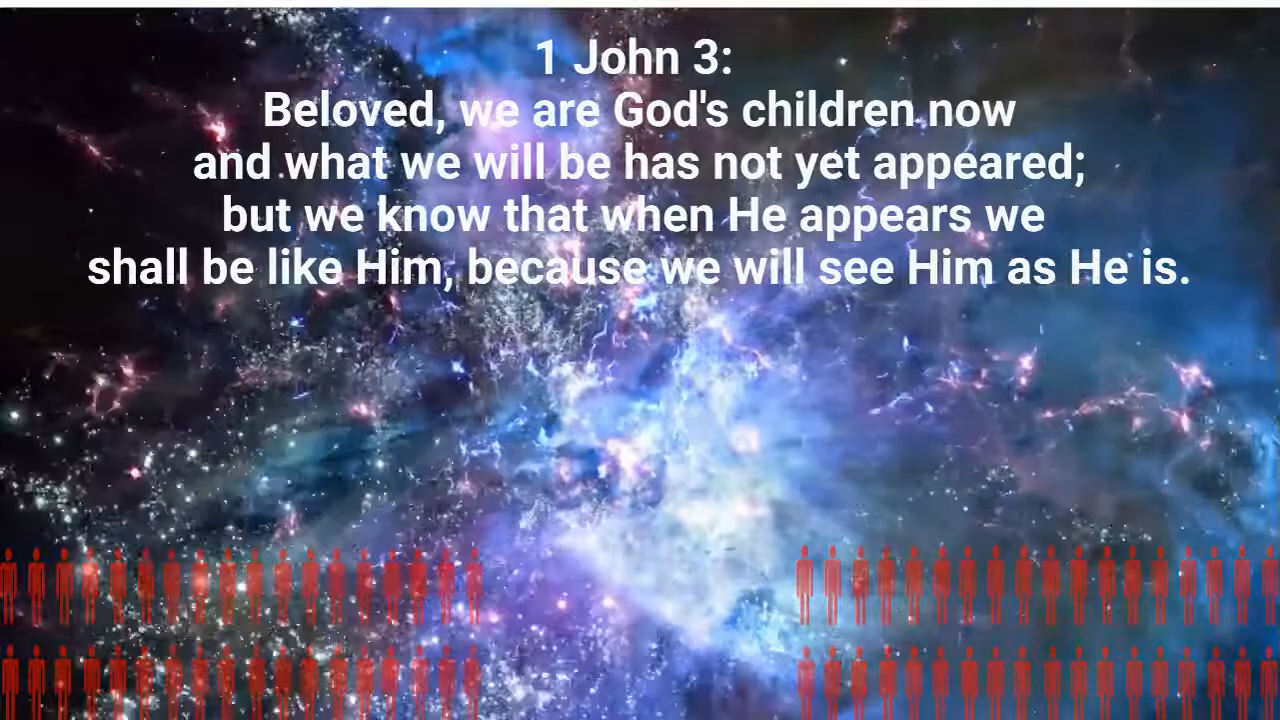 1 John 3:
Beloved, we are God's children now
and what we will be has not yet appeared;
but we know that when He appears we
shall be like Him, because we will see Him as He is.